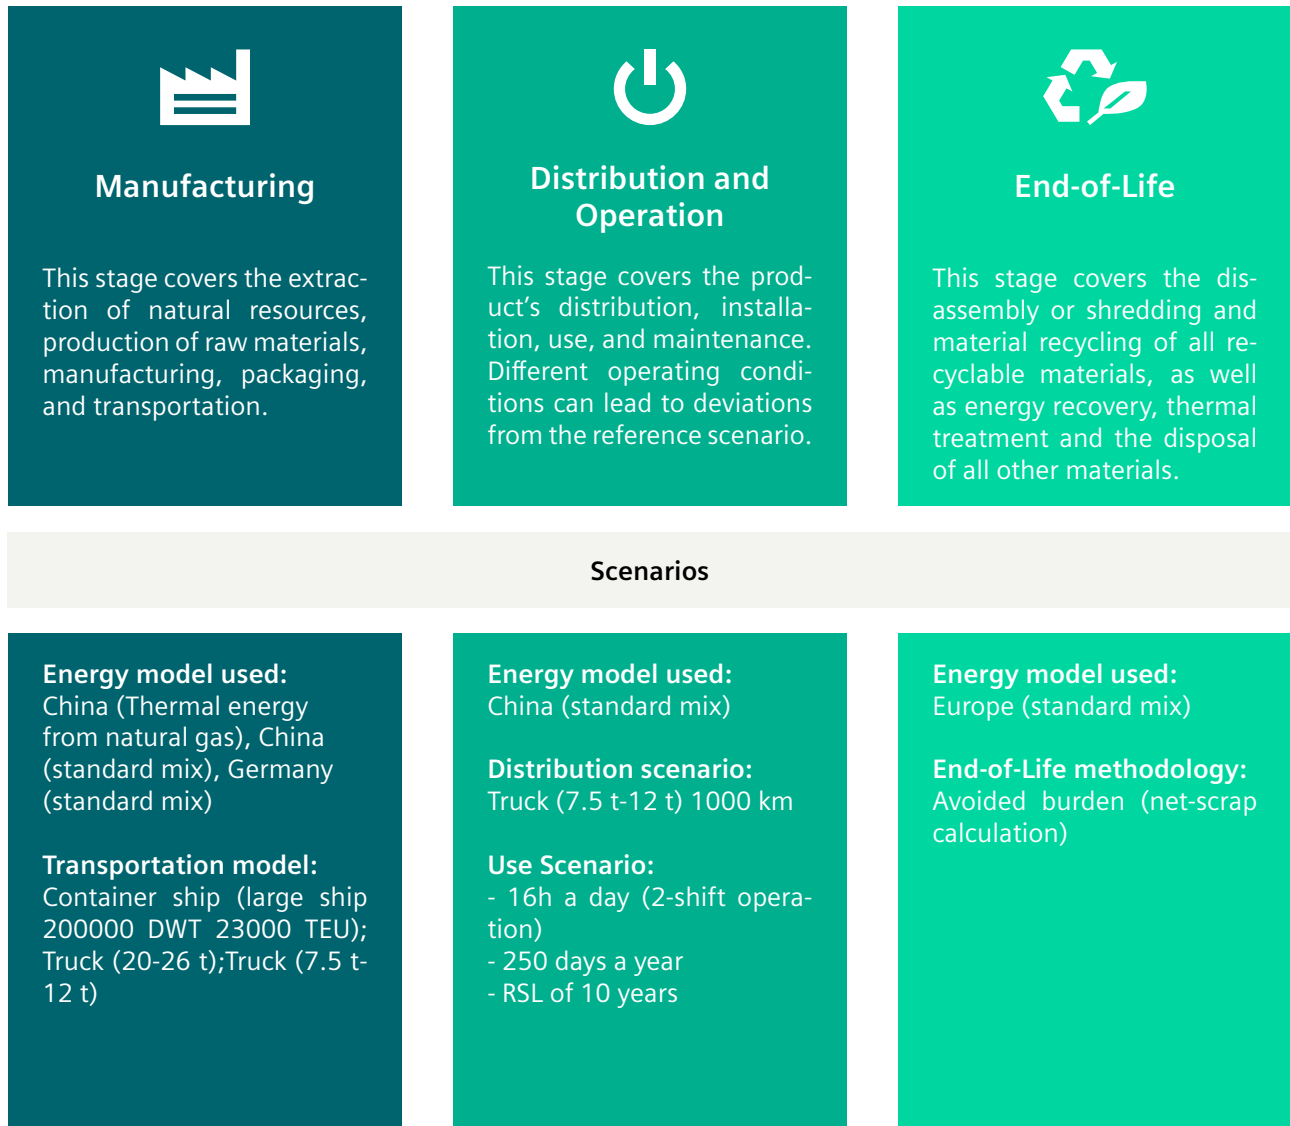 Manufacturing
This stage covers the extrac-
tion of natural resources,
production of raw materials,
manufacturing, packaging,
and transportation.
Distribution and
Operation
This stage covers the prod-
uct's distribution, installa-
tion, use, and maintenance.
Different operating condi-
tions can lead to deviations
from the reference scenario.
End-of-Life
This stage covers the dis-
assembly or shredding and
material recycling of all re-
cyclable materials, as well
as energy recovery, thermal
treatment and the disposal
of all other materials.
Scenarios
Energy model used:
China (Thermal energy
from natural gas), China
(standard mix), Germany
(standard mix)
Transportation model:
Container ship (large ship
200000 DWT 23000 TEU);
Truck (20-26 t);Truck (7.5 t-
12 t)
Energy model used:
China (standard mix)
Distribution scenario:
Truck (7.5 t-12 t) 1000 km
Use Scenario:
- 16h a day (2-shift opera-
tion)
- 250 days a year
- RSL of 10 years
Energy model used:
Europe (standard mix)
End-of-Life methodology:
Avoided burden (net-scrap
calculation)